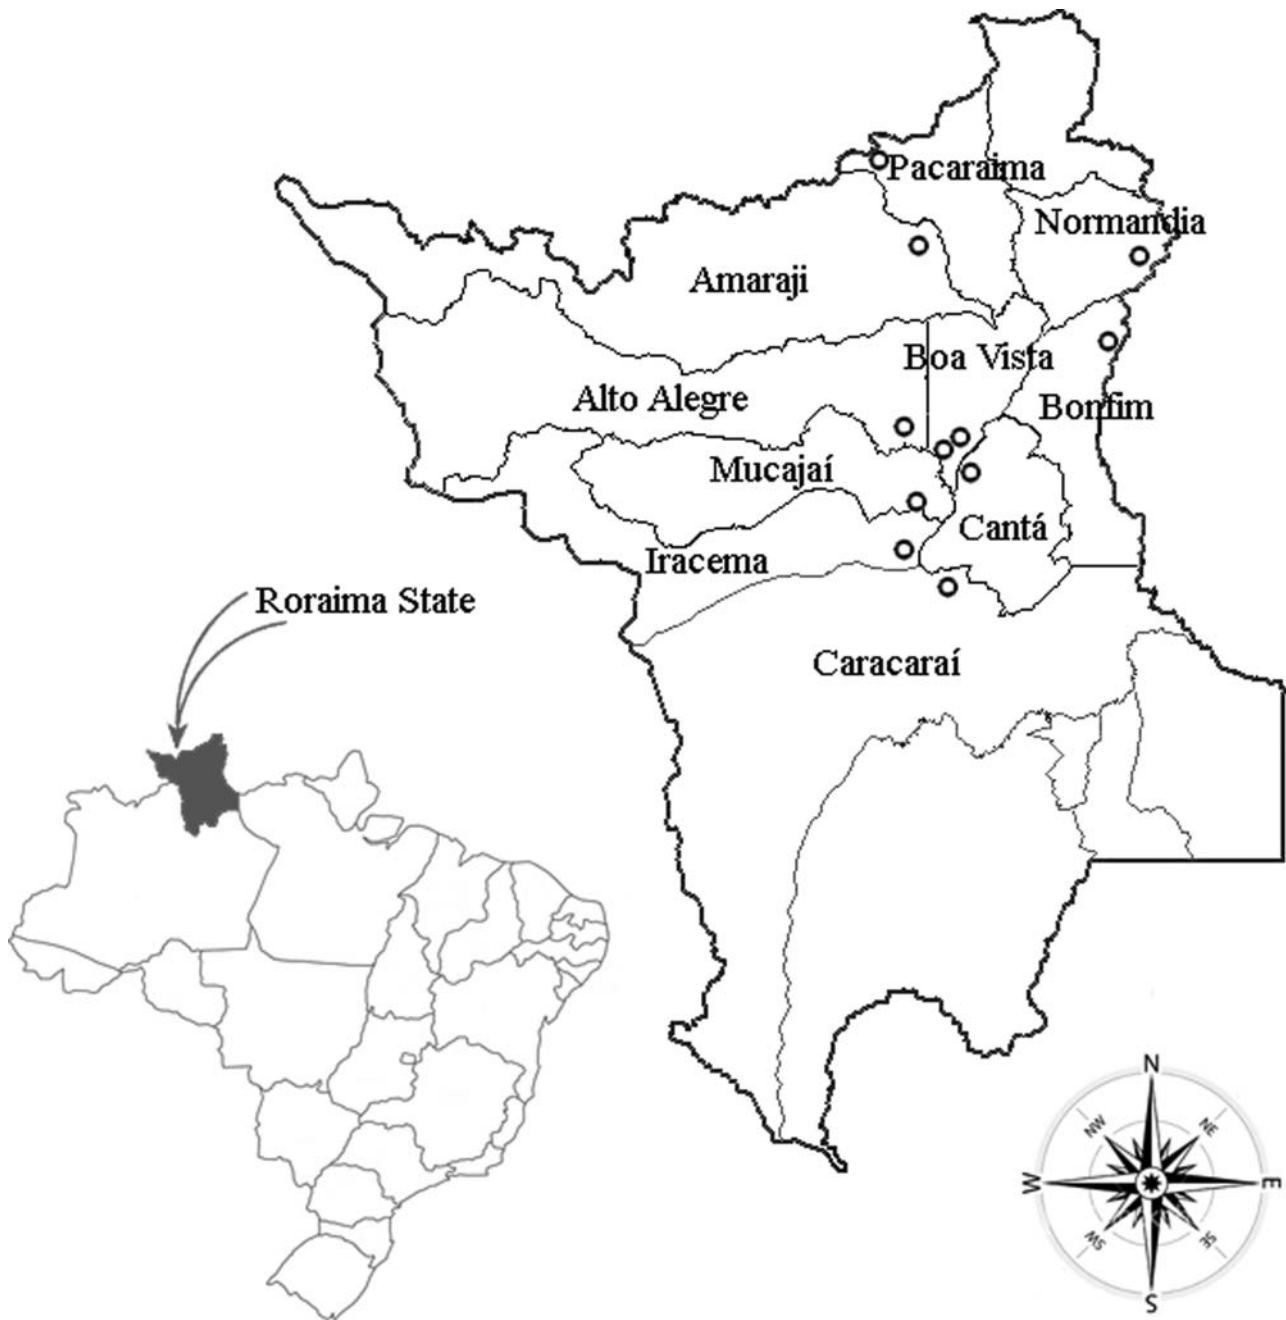 Pacaraima
Normandia
Amaraji
Boa Vista
Alto Alegre
Bonfim
Mucajaí
Cantá
Iracema
Roraima State
Caracaraí
N
NW
NE
W
E
SW
SE
S